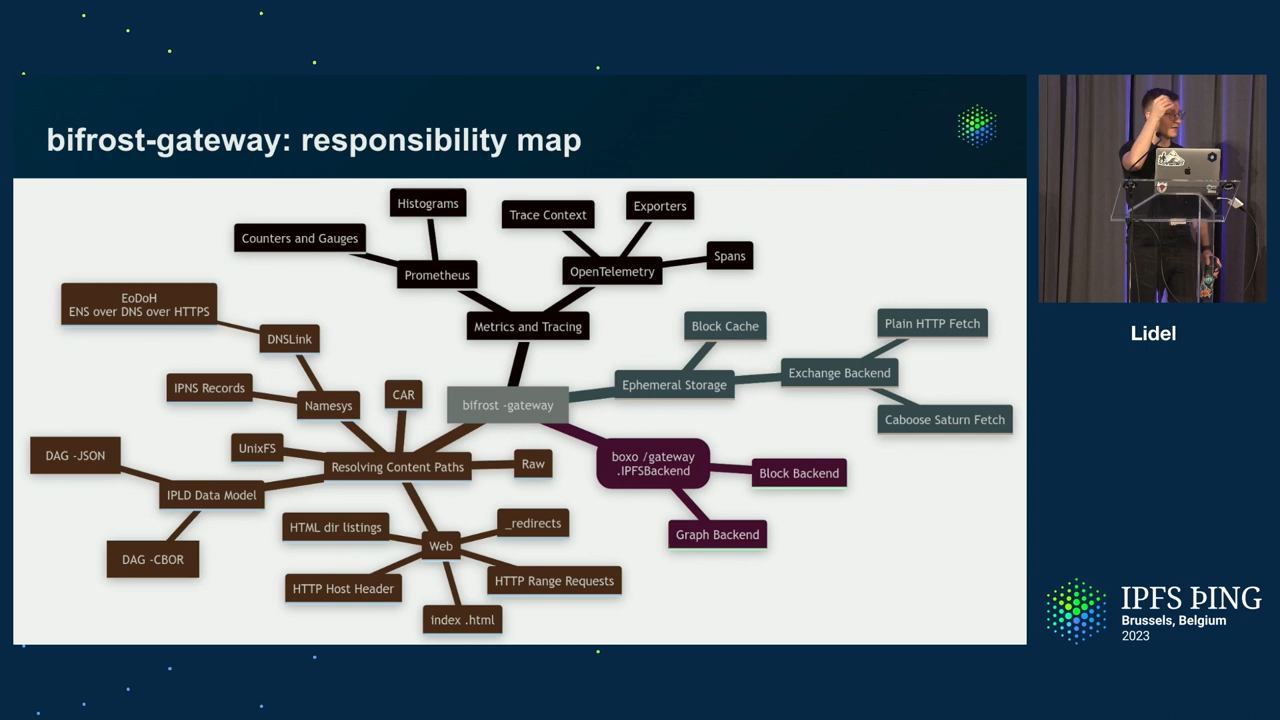 bifrost-gateway: responsibility map
Histograms
Trace Context
Exporters
Counters and Gauges
Prometheus
OpenTelemetry
Spans
EoDoH
ENS over DNS over HTTPS
DNSLink
Metrics and Tracing
Block Cache
Plain HTTP Fetch
IPNS Records
Namesys
CAR
bifrost -gateway
Ephemeral Storage
Exchange Backend
Caboose Saturn Fetch
DAG -JSON
UnixFS
Resolving Content Paths
Raw
boxo /gateway
.IPFSBackend
Block Backend
IPLD Data Model
HTML dir listings
_redirects
Graph Backend
DAG -CBOR
Web
HTTP Host Header
HTTP Range Requests
index .html
Lidel
IPFS ÞING
Brussels, Belgium
2023